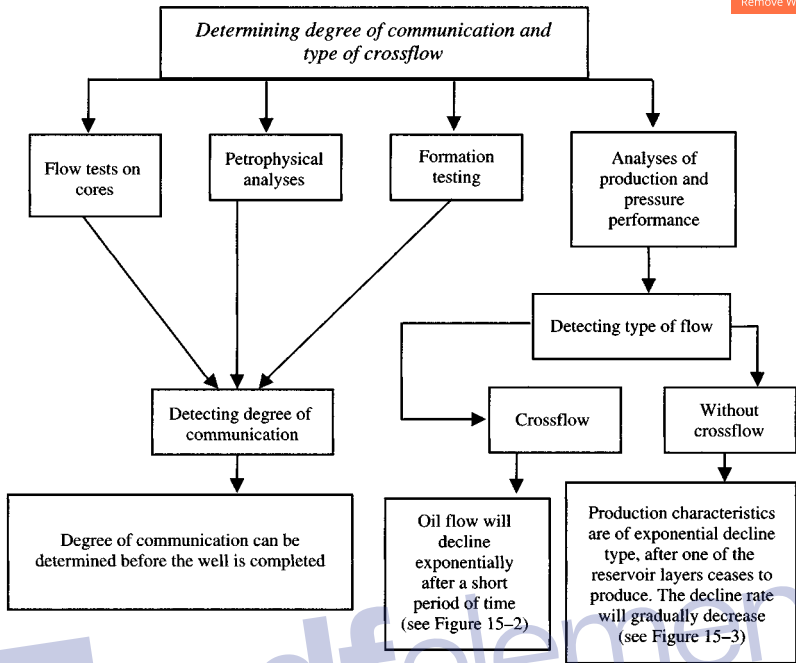 Remove W
Determining degree of communication and
type of crossflow
Flow tests on
cores
Petrophysical
analyses
Formation
testing
Analyses of
production and
pressure
performance
Detecting type of flow
Detecting degree of
communication
Crossflow
Without
crossflow
Degree of communication can be
determined before the well is completed
Oil flow will
decline
exponentially
after a short
period of time
(see Figure 15–2)
Production characteristics
are of exponential decline
type, after one of the
reservoir layers ceases to
produce. The decline rate
will gradually decrease
(see Figure 15–3)